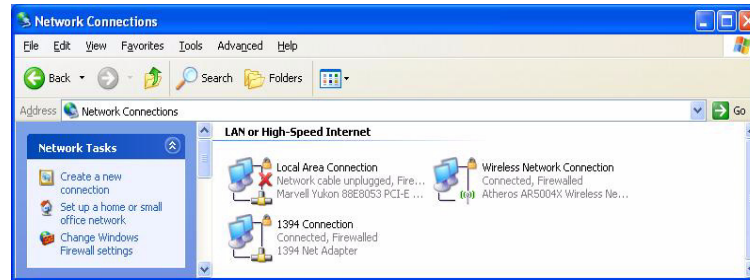 Network Connections
File Edit View Favorites Tools Advanced Help
Back Search Folders
Address Network Connections Go
Network Tasks
Create a new
connection
Set up a home or small
office network
Change Windows
Firewall settings
LAN or High-Speed Internet
Local Area Connection
Network cable unplugged, Fire...
Marvell Yukon 88E8053 PCI-E ...
Wireless Network Connection
Connected, Firewalled
Atheros AR5004X Wireless Ne...
1394 Connection
Connected, Firewalled
1394 Net Adapter